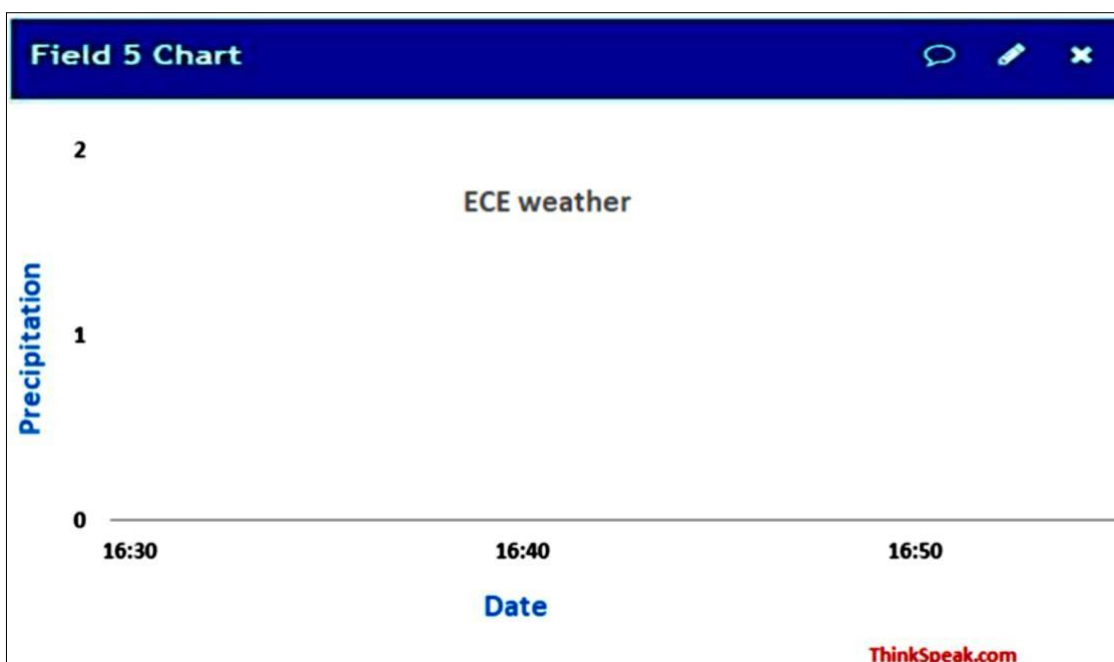 Field 5 Chart
2
ECE weather
Precipitation
1
0
16:30 16:40 16:50
Date
ThinkSpeak.com